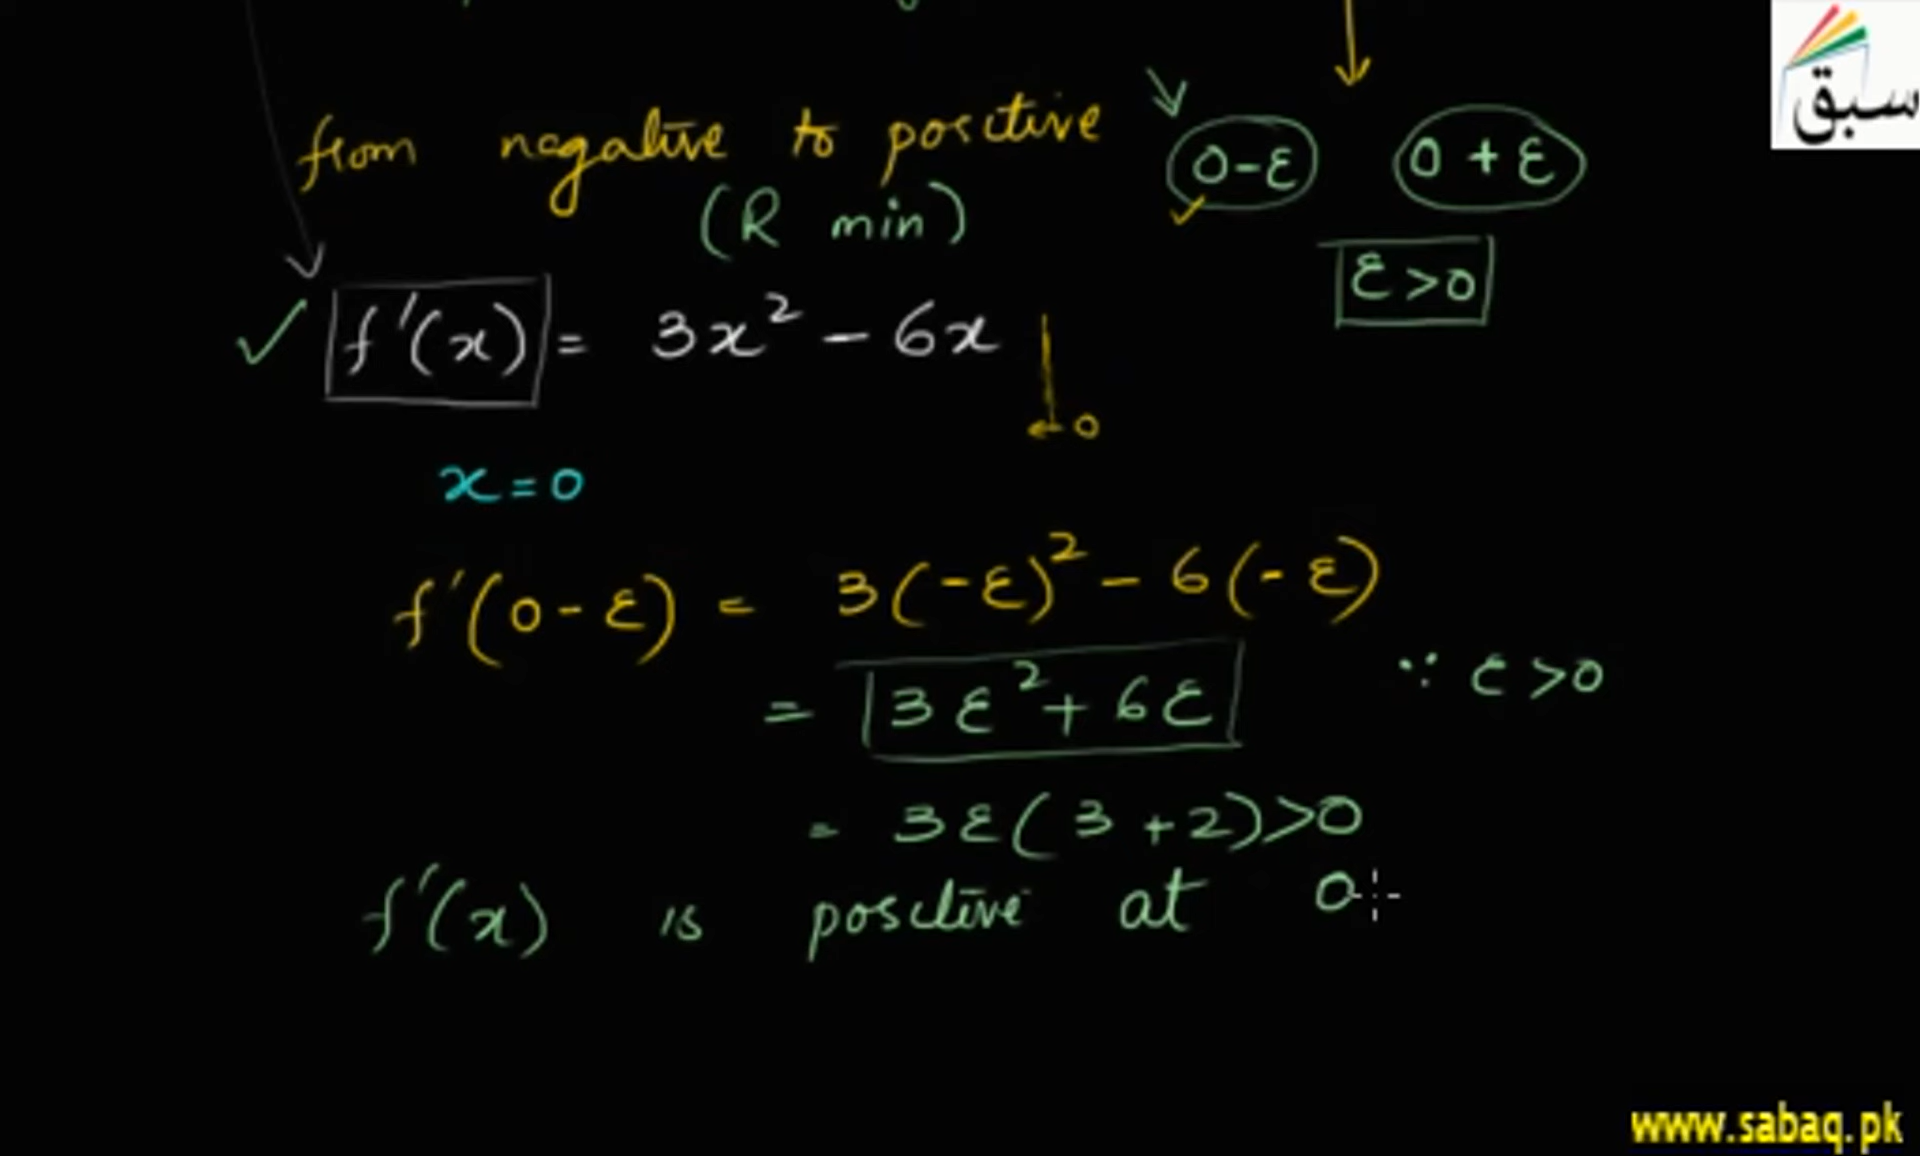 سبق
from negative to positive
0-ε 0+ε
(R min)
ε>0
f'(x) = 3x² - 6x
0
x=0
f'(0-ε) = 3(-ε)² - 6(-ε)
= 3ε² + 6ε ∵ ε>0
= 3ε(3+2)>0
f'(x) is positive at 0-
www.sabaq.pk